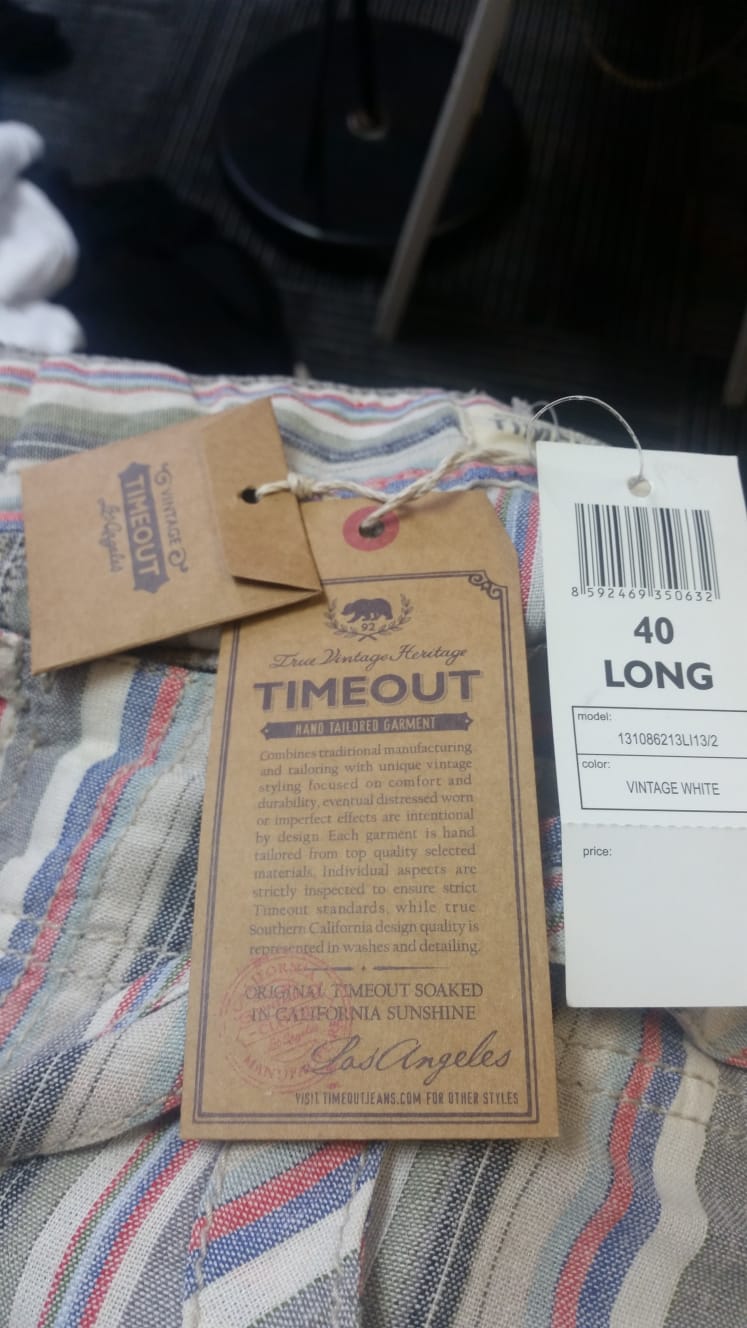 VINTAGE
TIMEOUT
Los Angeles
92
True Vintage Heritage
TIMEOUT
HAND TAILORED GARMENT
Combines traditional manufacturing
and tailoring with unique vintage
styling focused on comfort and
durability, eventual distressed worn
or imperfect effects are intentional
by design. Each garment is hand
tailored from top quality selected
materials. Individual aspects are
strictly inspected to ensure strict
Timeout standards, while true
Southern California design quality is
represented in washes and detailing.
ORIGINAL TIMEOUT SOAKED
IN CALIFORNIA SUNSHINE
Los Angeles
VISIT TIMEOUTJEANS.COM FOR OTHER STYLES
8 592469 350632
40
LONG
model:
131086213LI13/2
color:
VINTAGE WHITE
price: